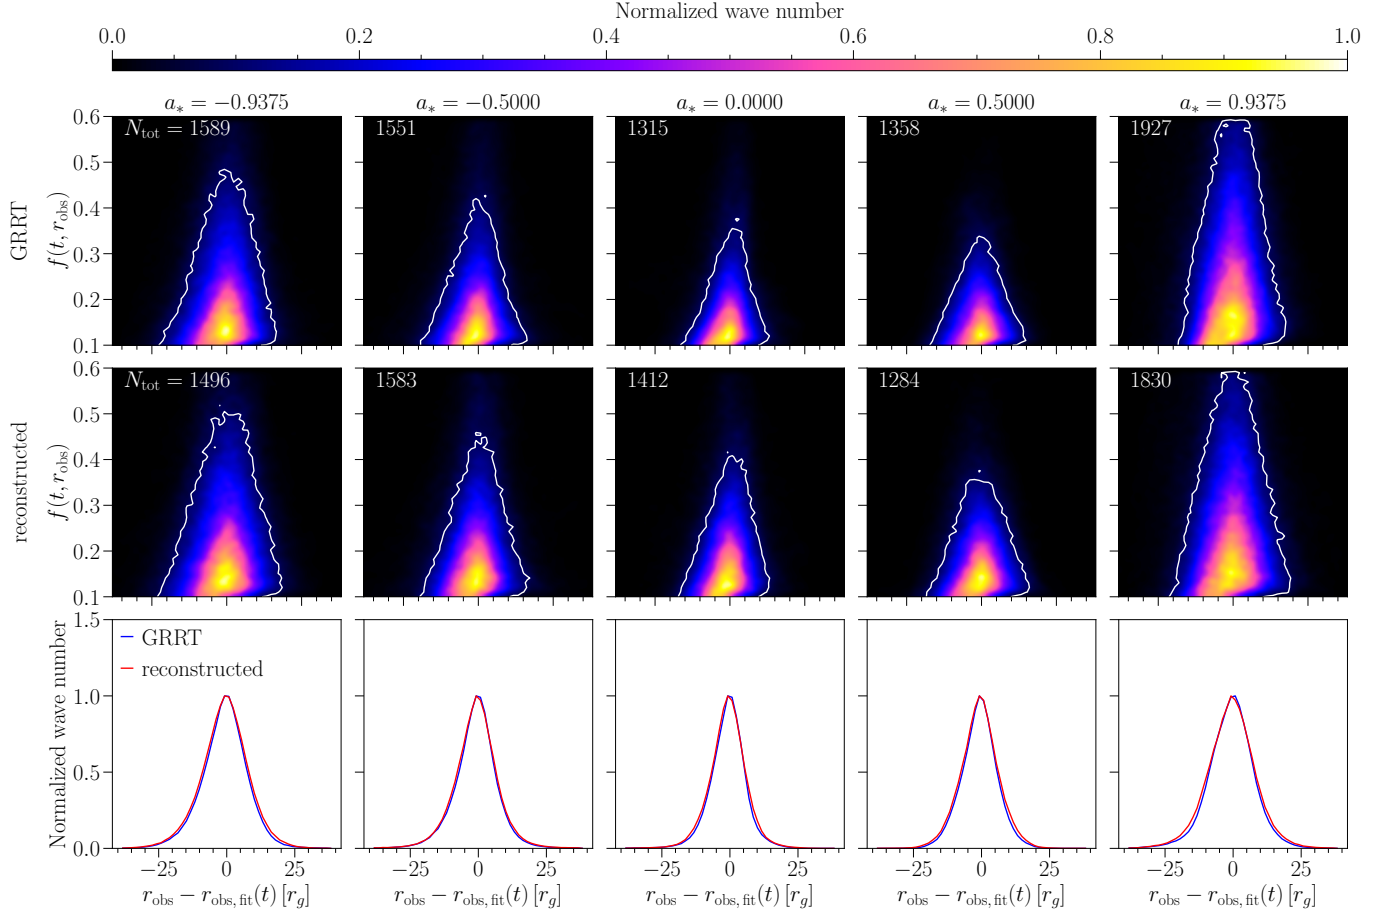 Normalized wave number
0.0 0.2 0.4 0.6 0.8 1.0
a_* = −0.9375 a_* = −0.5000 a_* = 0.0000 a_* = 0.5000 a_* = 0.9375
GRRT
f(t, r_obs)
0.6
0.5
0.4
0.3
0.2
0.1
N_tot = 1589 1551 1315 1358 1927
reconstructed
f(t, r_obs)
0.6
0.5
0.4
0.3
0.2
0.1
N_tot = 1496 1583 1412 1284 1830
Normalized wave number
1.5
1.0
0.5
0.0
GRRT
reconstructed
−25 0 25 −25 0 25 −25 0 25 −25 0 25 −25 0 25
r_obs − r_obs, fit(t) [r_g] r_obs − r_obs, fit(t) [r_g] r_obs − r_obs, fit(t) [r_g] r_obs − r_obs, fit(t) [r_g] r_obs − r_obs, fit(t) [r_g]